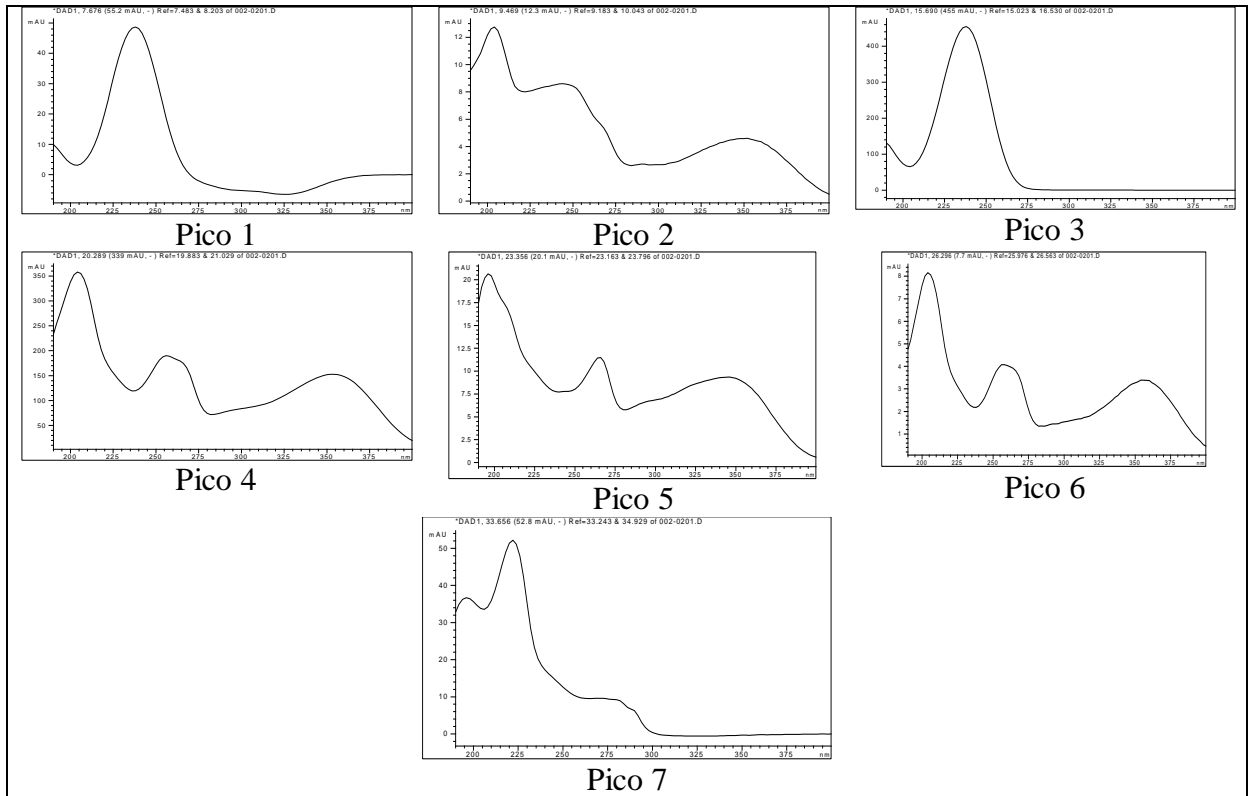 *DAD1, 7.676 (55.2 mAU, - ) Ref=7.483 & 8.203 of 002-0201.D
mAU
40
30
20
10
0
200 225 250 275 300 325 350 375 nm
Pico 1
*DAD1, 9.469 (12.3 mAU, - ) Ref=9.183 & 10.043 of 002-0201.D
mAU
12
10
8
6
4
2
0
200 225 250 275 300 325 350 375 nm
Pico 2
*DAD1, 15.690 (455 mAU, - ) Ref=15.023 & 16.530 of 002-0201.D
mAU
400
300
200
100
0
200 225 250 275 300 325 350 375 nm
Pico 3
*DAD1, 20.289 (339 mAU, - ) Ref=19.883 & 21.029 of 002-0201.D
mAU
350
300
250
200
150
100
50
200 225 250 275 300 325 350 375 nm
Pico 4
*DAD1, 23.356 (20.1 mAU, - ) Ref=23.163 & 23.796 of 002-0201.D
mAU
20
17.5
15
12.5
10
7.5
5
2.5
0
200 225 250 275 300 325 350 375 nm
Pico 5
*DAD1, 26.296 (7.7 mAU, - ) Ref=25.976 & 26.563 of 002-0201.D
mAU
8
7
6
5
4
3
2
1
200 225 250 275 300 325 350 375 nm
Pico 6
*DAD1, 33.656 (52.8 mAU, - ) Ref=33.243 & 34.929 of 002-0201.D
mAU
50
40
30
20
10
0
200 225 250 275 300 325 350 375 nm
Pico 7